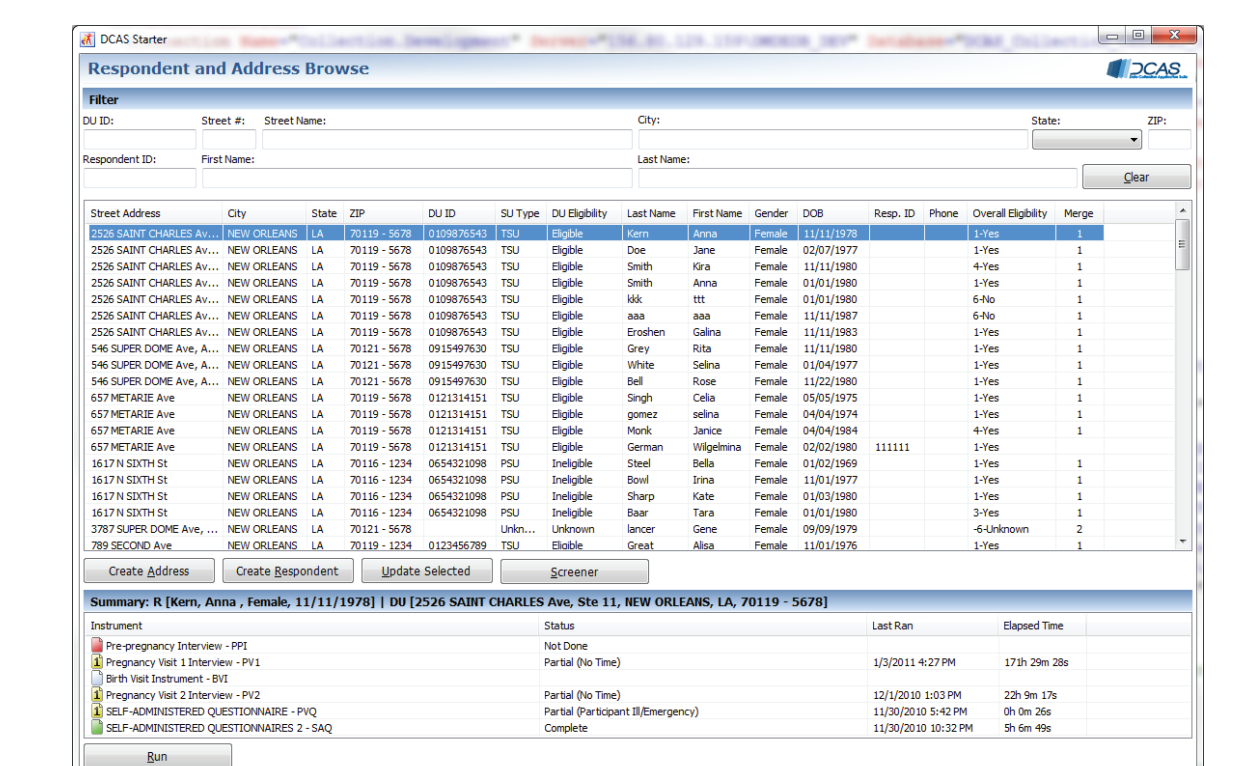 DCAS Starter
Respondent and Address Browse
DCAS
Filter
DU ID: Street #: Street Name: City: State: ZIP:
Respondent ID: First Name: Last Name:
Clear
Street Address City State ZIP DU ID SU Type DU Eligibility Last Name First Name Gender DOB Resp. ID Phone Overall Eligibility Merge
2526 SAINT CHARLES Av... NEW ORLEANS LA 70119 - 5678 0109876543 TSU Eligible Kern Anna Female 11/11/1978 1-Yes 1
2526 SAINT CHARLES Av... NEW ORLEANS LA 70119 - 5678 0109876543 TSU Eligible Doe Jane Female 02/07/1977 1-Yes 1
2526 SAINT CHARLES Av... NEW ORLEANS LA 70119 - 5678 0109876543 TSU Eligible Smith Kira Female 11/11/1980 4-Yes 1
2526 SAINT CHARLES Av... NEW ORLEANS LA 70119 - 5678 0109876543 TSU Eligible Smith Anna Female 01/01/1980 1-Yes 1
2526 SAINT CHARLES Av... NEW ORLEANS LA 70119 - 5678 0109876543 TSU Eligible kkk ttt Female 01/01/1980 6-No 1
2526 SAINT CHARLES Av... NEW ORLEANS LA 70119 - 5678 0109876543 TSU Eligible aaa aaa Female 11/11/1987 6-No 1
2526 SAINT CHARLES Av... NEW ORLEANS LA 70119 - 5678 0109876543 TSU Eligible Eroshen Galina Female 11/11/1983 1-Yes 1
546 SUPER DOME Ave, A... NEW ORLEANS LA 70121 - 5678 0915497630 TSU Eligible Grey Rita Female 11/11/1980 1-Yes 1
546 SUPER DOME Ave, A... NEW ORLEANS LA 70121 - 5678 0915497630 TSU Eligible White Selina Female 01/04/1977 1-Yes 1
546 SUPER DOME Ave, A... NEW ORLEANS LA 70121 - 5678 0915497630 TSU Eligible Bell Rose Female 11/22/1980 1-Yes 1
657 METARIE Ave NEW ORLEANS LA 70119 - 5678 0121314151 TSU Eligible Singh Celia Female 05/05/1975 1-Yes 1
657 METARIE Ave NEW ORLEANS LA 70119 - 5678 0121314151 TSU Eligible gomez selina Female 04/04/1974 1-Yes 1
657 METARIE Ave NEW ORLEANS LA 70119 - 5678 0121314151 TSU Eligible Monk Janice Female 04/04/1984 4-Yes 1
657 METARIE Ave NEW ORLEANS LA 70119 - 5678 0121314151 TSU Eligible German Wilgelmina Female 02/02/1980 111111 1-Yes
1617 N SIXTH St NEW ORLEANS LA 70116 - 1234 0654321098 PSU Ineligible Steel Bella Female 01/02/1969 1-Yes 1
1617 N SIXTH St NEW ORLEANS LA 70116 - 1234 0654321098 PSU Ineligible Bowl Irina Female 11/01/1977 1-Yes 1
1617 N SIXTH St NEW ORLEANS LA 70116 - 1234 0654321098 PSU Ineligible Sharp Kate Female 01/03/1980 1-Yes 1
1617 N SIXTH St NEW ORLEANS LA 70116 - 1234 0654321098 PSU Ineligible Baar Tara Female 01/01/1980 3-Yes 1
3787 SUPER DOME Ave, ... NEW ORLEANS LA 70121 - 5678 Unkn... Unknown lancer Gene Female 09/09/1979 -6-Unknown 2
789 SECOND Ave NEW ORLEANS LA 70119 - 1234 0123456789 TSU Eligible Great Alisa Female 11/01/1976 1-Yes 1
Create Address Create Respondent Update Selected Screener
Summary: R [Kern, Anna , Female, 11/11/1978] | DU [2526 SAINT CHARLES Ave, Ste 11, NEW ORLEANS, LA, 70119 - 5678]
Instrument Status Last Ran Elapsed Time
Pre-pregnancy Interview - PPI Not Done
1 Pregnancy Visit 1 Interview - PV1 Partial (No Time) 1/3/2011 4:27 PM 171h 29m 28s
Birth Visit Instrument - BVI
1 Pregnancy Visit 2 Interview - PV2 Partial (No Time) 12/1/2010 1:03 PM 22h 9m 17s
1 SELF-ADMINISTERED QUESTIONNAIRE - PVQ Partial (Participant Ill/Emergency) 11/30/2010 5:42 PM 0h 0m 26s
SELF-ADMINISTERED QUESTIONNAIRES 2 - SAQ Complete 11/30/2010 10:32 PM 5h 6m 49s
Run